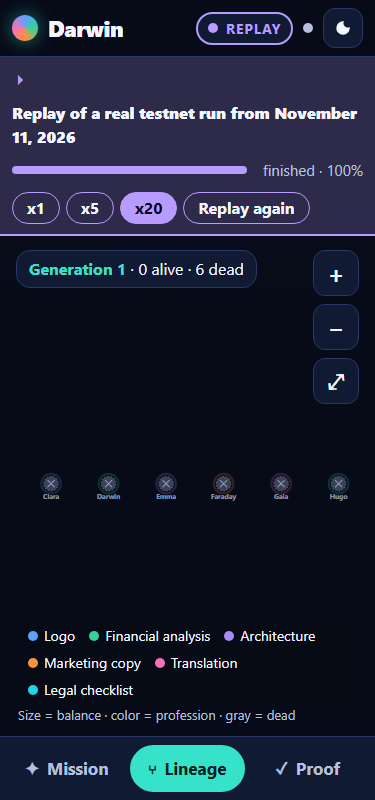 Darwin
REPLAY
Replay of a real testnet run from November
11, 2026
finished · 100%
x1 x5 x20 Replay again
Generation 1 · 0 alive · 6 dead
+
−
Clara Darwin Emma Faraday Gaia Hugo
Logo Financial analysis Architecture
Marketing copy Translation
Legal checklist
Size = balance · color = profession · gray = dead
Mission Lineage Proof